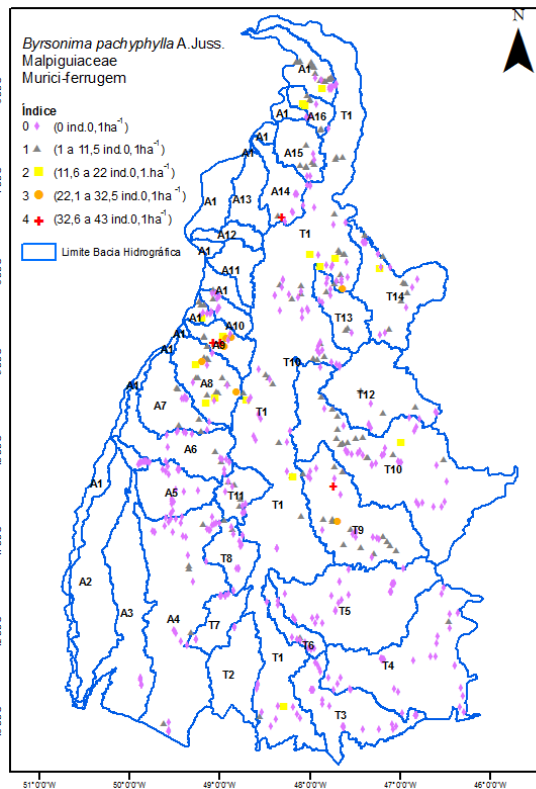 N
Byrsonima pachyphylla A.Juss.
Malpiguiaceae
Murici-ferrugem
Índice
0 (0 ind.0,1ha⁻¹)
1 (1 a 11,5 ind.0,1ha⁻¹)
2 (11,6 a 22 ind.0,1.ha⁻¹)
3 (22,1 a 32,5 ind.0,1ha⁻¹)
4 (32,6 a 43 ind.0,1ha⁻¹)
Limite Bacia Hidrográfica
A1
T1
A1
A16
A1
A15
A1
A14
A1
A13
T1
A12
A1
A11
A1
T14
A1
T13
A1
A10
A9
A1
T10
A1
A8
A7
T12
T1
A6
T10
A1
A5
T11
T1
T9
T8
A2
A3
A4
T7
T5
T6
T1
T4
T2
T3
51°0'0"W
50°0'0"W
49°0'0"W
48°0'0"W
47°0'0"W
46°0'0"W